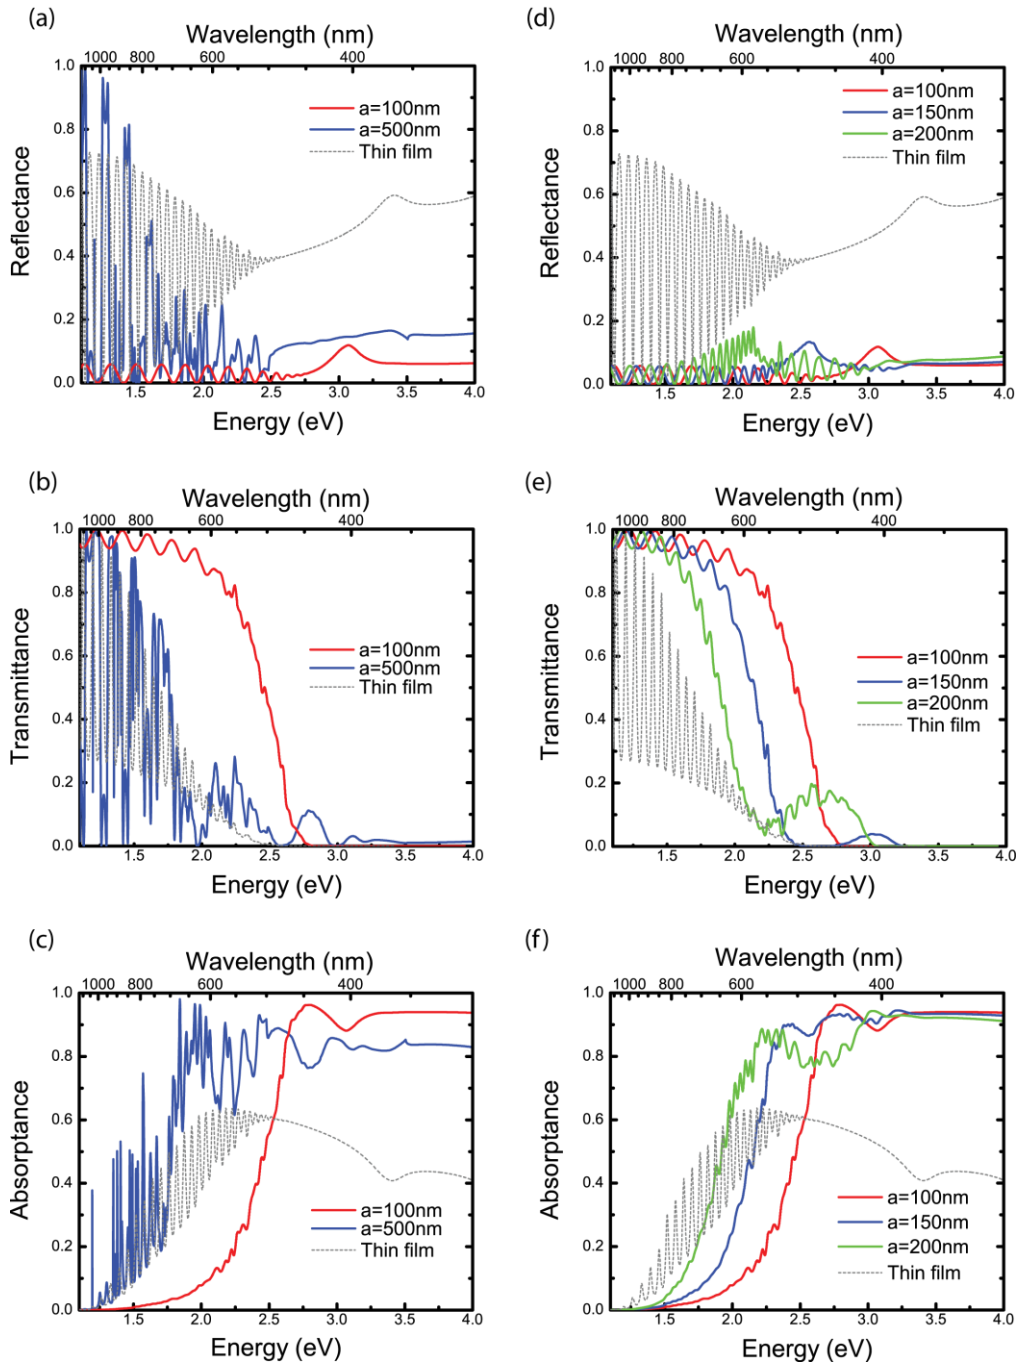 (a)
Wavelength (nm)
1000 800 600 400
1.0
0.8
0.6
0.4
0.2
0.0
Reflectance
a=100nm
a=500nm
Thin film
1.5 2.0 2.5 3.0 3.5 4.0
Energy (eV)
(d)
Wavelength (nm)
1000 800 600 400
1.0
0.8
0.6
0.4
0.2
0.0
Reflectance
a=100nm
a=150nm
a=200nm
Thin film
1.5 2.0 2.5 3.0 3.5 4.0
Energy (eV)
(b)
Wavelength (nm)
1000 800 600 400
1.0
0.8
0.6
0.4
0.2
0.0
Transmittance
a=100nm
a=500nm
Thin film
1.5 2.0 2.5 3.0 3.5 4.0
Energy (eV)
(e)
Wavelength (nm)
1000 800 600 400
1.0
0.8
0.6
0.4
0.2
0.0
Transmittance
a=100nm
a=150nm
a=200nm
Thin film
1.5 2.0 2.5 3.0 3.5 4.0
Energy (eV)
(c)
Wavelength (nm)
1000 800 600 400
1.0
0.8
0.6
0.4
0.2
0.0
Absorptance
a=100nm
a=500nm
Thin film
1.5 2.0 2.5 3.0 3.5 4.0
Energy (eV)
(f)
Wavelength (nm)
1000 800 600 400
1.0
0.8
0.6
0.4
0.2
0.0
Absorptance
a=100nm
a=150nm
a=200nm
Thin film
1.5 2.0 2.5 3.0 3.5 4.0
Energy (eV)